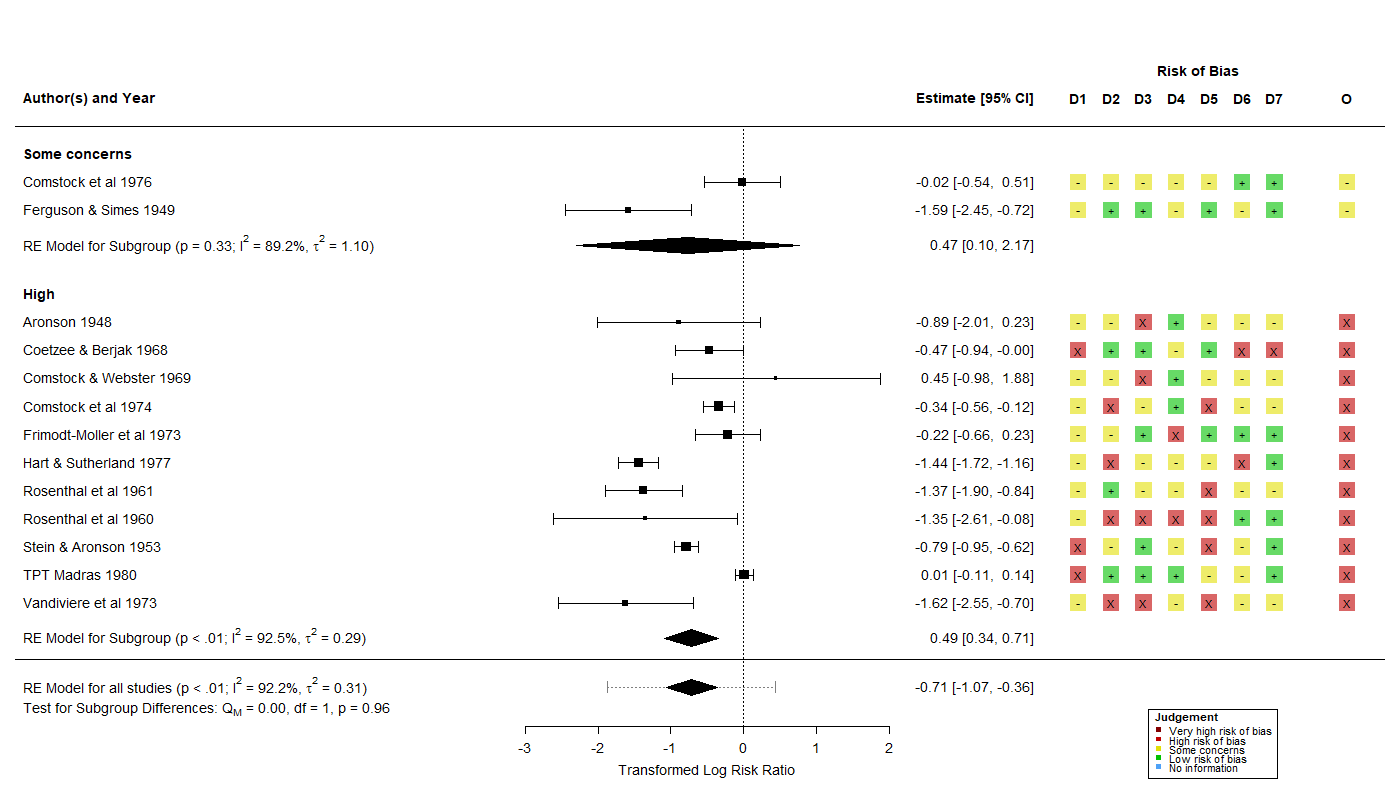 Risk of Bias
Author(s) and Year Estimate [95% CI] D1 D2 D3 D4 D5 D6 D7 O
Some concerns
Comstock et al 1976 -0.02 [-0.54, 0.51] - - - - - + + -
Ferguson & Simes 1949 -1.59 [-2.45, -0.72] - + + - + - + -
RE Model for Subgroup (p = 0.33; I² = 89.2%, τ² = 1.10) 0.47 [0.10, 2.17]
High
Aronson 1948 -0.89 [-2.01, 0.23] - - X + - - - X
Coetzee & Berjak 1968 -0.47 [-0.94, -0.00] X + + - + X X X
Comstock & Webster 1969 0.45 [-0.98, 1.88] - - X + - - - X
Comstock et al 1974 -0.34 [-0.56, -0.12] - X - + X - - X
Frimodt-Moller et al 1973 -0.22 [-0.66, 0.23] - - + X + + + X
Hart & Sutherland 1977 -1.44 [-1.72, -1.16] - X - - - X + X
Rosenthal et al 1961 -1.37 [-1.90, -0.84] - + - - X - - X
Rosenthal et al 1960 -1.35 [-2.61, -0.08] - X X X X + + X
Stein & Aronson 1953 -0.79 [-0.95, -0.62] X - + - X - + X
TPT Madras 1980 0.01 [-0.11, 0.14] X + + + - - + X
Vandiviere et al 1973 -1.62 [-2.55, -0.70] - X X - X - - X
RE Model for Subgroup (p < .01; I² = 92.5%, τ² = 0.29) 0.49 [0.34, 0.71]
RE Model for all studies (p < .01; I² = 92.2%, τ² = 0.31) -0.71 [-1.07, -0.36]
Test for Subgroup Differences: Q_M = 0.00, df = 1, p = 0.96
-3 -2 -1 0 1 2
Transformed Log Risk Ratio
Judgement
Very high risk of bias
High risk of bias
Some concerns
Low risk of bias
No information